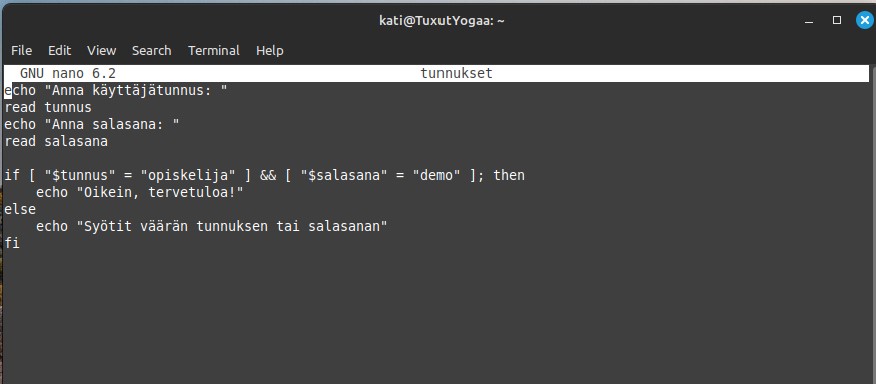 kati@TuxutYogaa: ~
File Edit View Search Terminal Help
GNU nano 6.2 tunnukset
echo "Anna käyttäjätunnus: "
read tunnus
echo "Anna salasana: "
read salasana
if [ "$tunnus" = "opiskelija" ] && [ "$salasana" = "demo" ]; then
    echo "Oikein, tervetuloa!"
else
    echo "Syötit väärän tunnuksen tai salasanan"
fi